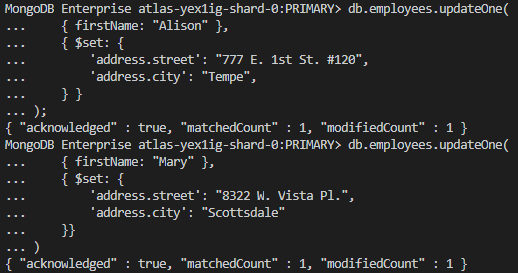 MongoDB Enterprise atlas-yex1ig-shard-0:PRIMARY> db.employees.updateOne(
...     { firstName: "Alison" },
...     { $set: {
...         'address.street': "777 E. 1st St. #120",
...         'address.city': "Tempe",
...     } }
... );
{ "acknowledged" : true, "matchedCount" : 1, "modifiedCount" : 1 }
MongoDB Enterprise atlas-yex1ig-shard-0:PRIMARY> db.employees.updateOne(
...     { firstName: "Mary" },
...     { $set: {
...         'address.street': "8322 W. Vista Pl.",
...         'address.city': "Scottsdale"
...     }}
... )
{ "acknowledged" : true, "matchedCount" : 1, "modifiedCount" : 1 }